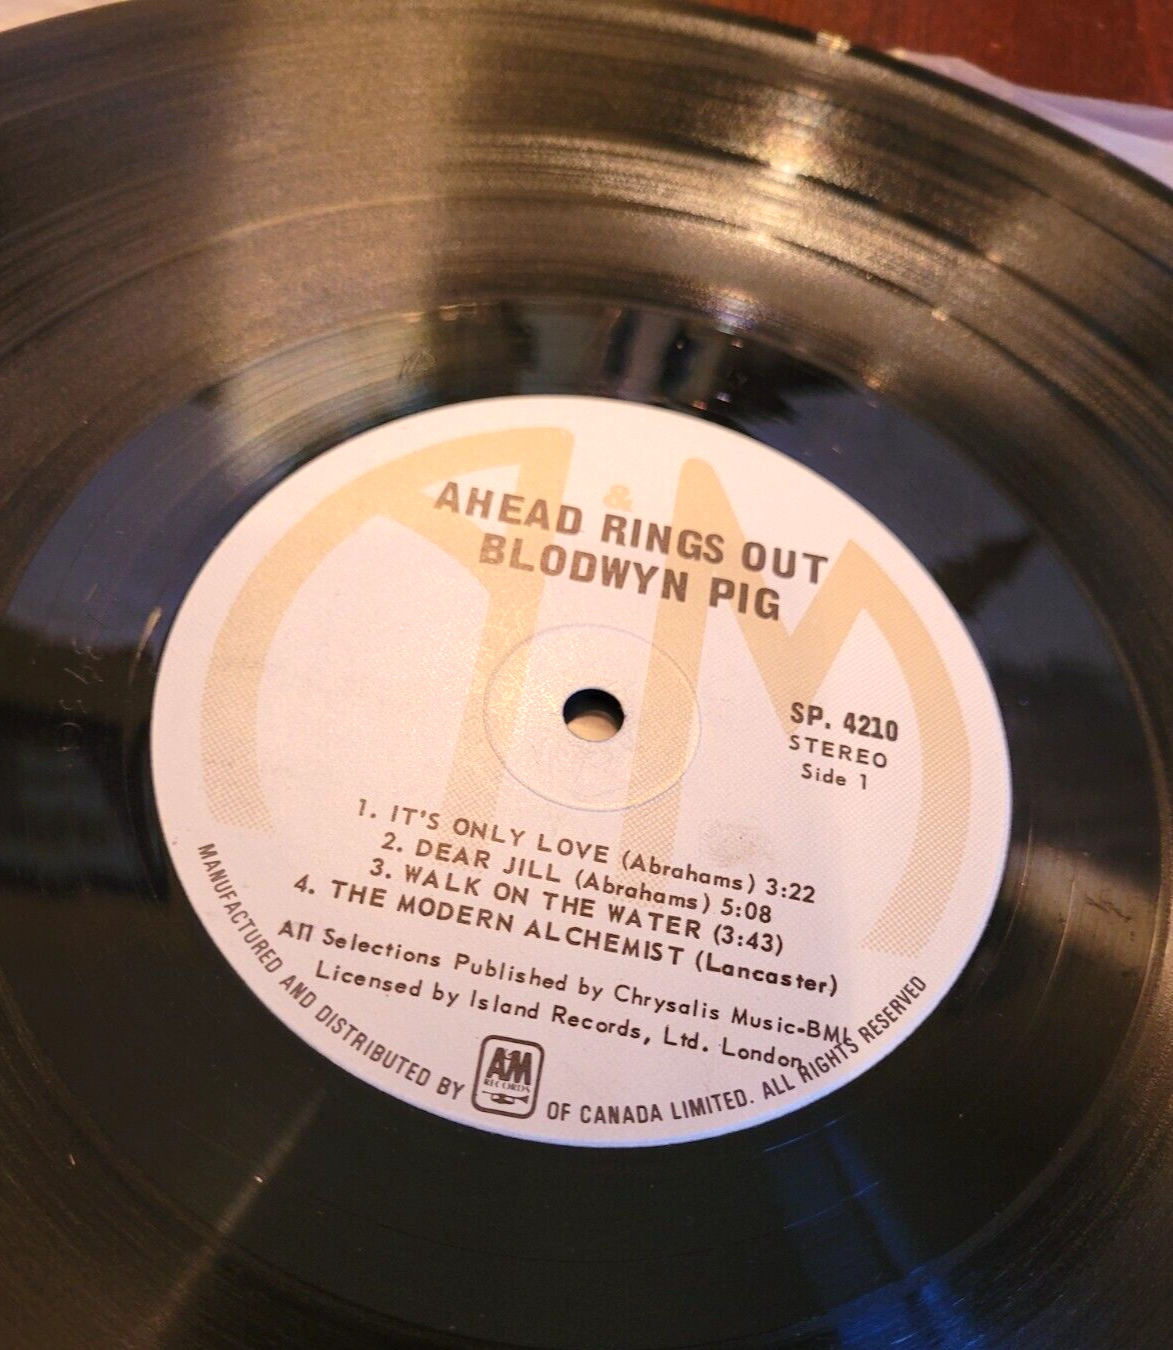 &
AHEAD RINGS OUT
BLODWYN PIG
SP. 4210
STEREO
Side 1
1. IT'S ONLY LOVE (Abrahams) 3:22
2. DEAR JILL (Abrahams) 5:08
3. WALK ON THE WATER (3:43)
4. THE MODERN ALCHEMIST (Lancaster)
All Selections Published by Chrysalis Music-BMI.
Licensed by Island Records, Ltd. London
MANUFACTURED AND DISTRIBUTED BY A&M RECORDS OF CANADA LIMITED. ALL RIGHTS RESERVED